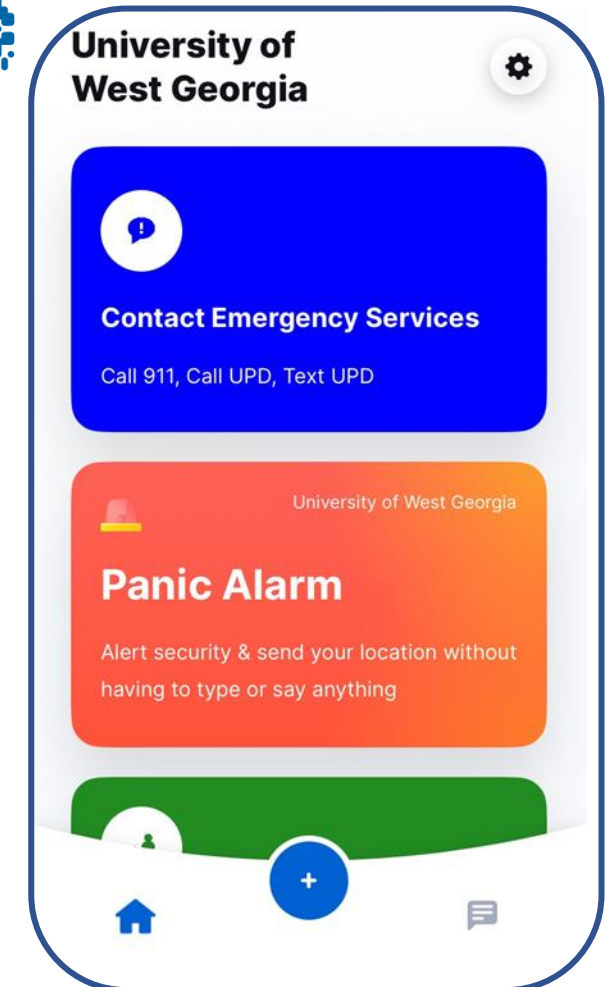 University of
West Georgia
Contact Emergency Services
Call 911, Call UPD, Text UPD
University of West Georgia
Panic Alarm
Alert security & send your location without
having to type or say anything